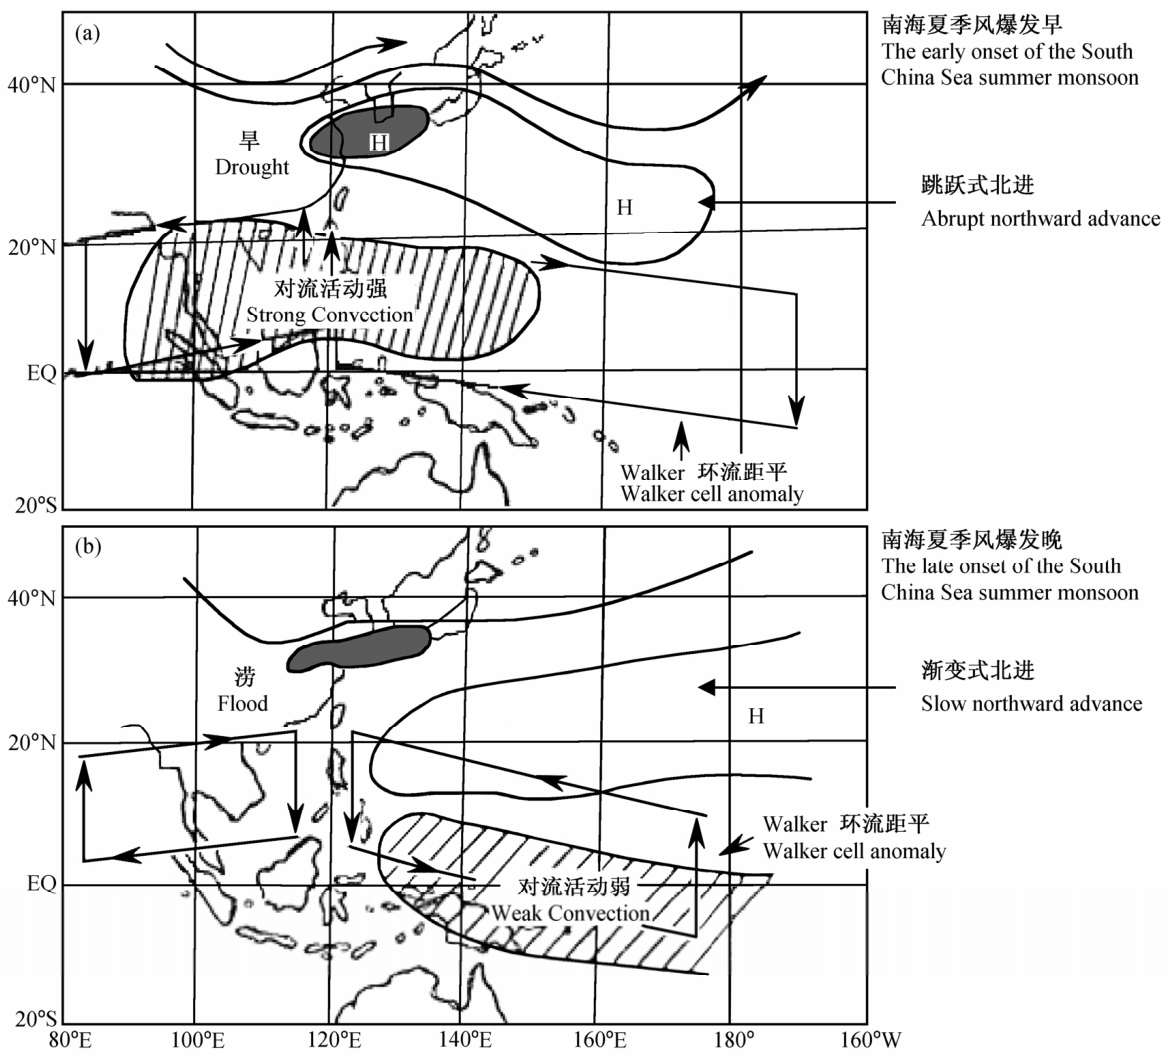 (a)
南海夏季风爆发早
The early onset of the South
China Sea summer monsoon
40°N
旱
Drought
H
H
跳跃式北进
Abrupt northward advance
20°N
对流活动强
Strong Convection
EQ
Walker 环流距平
Walker cell anomaly
20°S
(b)
南海夏季风爆发晚
The late onset of the South
China Sea summer monsoon
40°N
涝
Flood
渐变式北进
Slow northward advance
H
20°N
Walker 环流距平
Walker cell anomaly
EQ
对流活动弱
Weak Convection
20°S
80°E
100°E
120°E
140°E
160°E
180°
160°W